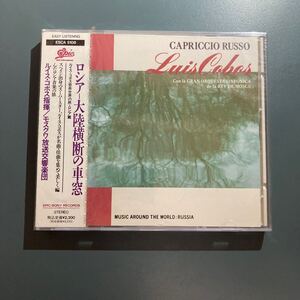 EASY LISTENING
ESCA 5100
Epic
ロシア大陸横断の車窓
ルイス・コボス指揮/モスクワ放送交響楽団
STEREO
EPIC/SONY RECORDS
CAPRICCIO RUSSO
Luis Cobos
Con la GRAN ORQUESTA SINFONICA
de la RTV DE MOSCU
MUSIC AROUND THE WORLD: RUSSIA